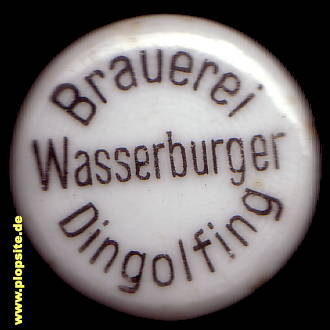 Brauerei
Wasserburger
Dingolfing
www.plopsite.de